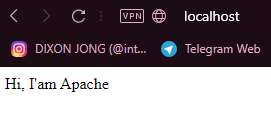 VPN localhost
DIXON JONG (@int... Telegram Web
Hi, I'am Apache